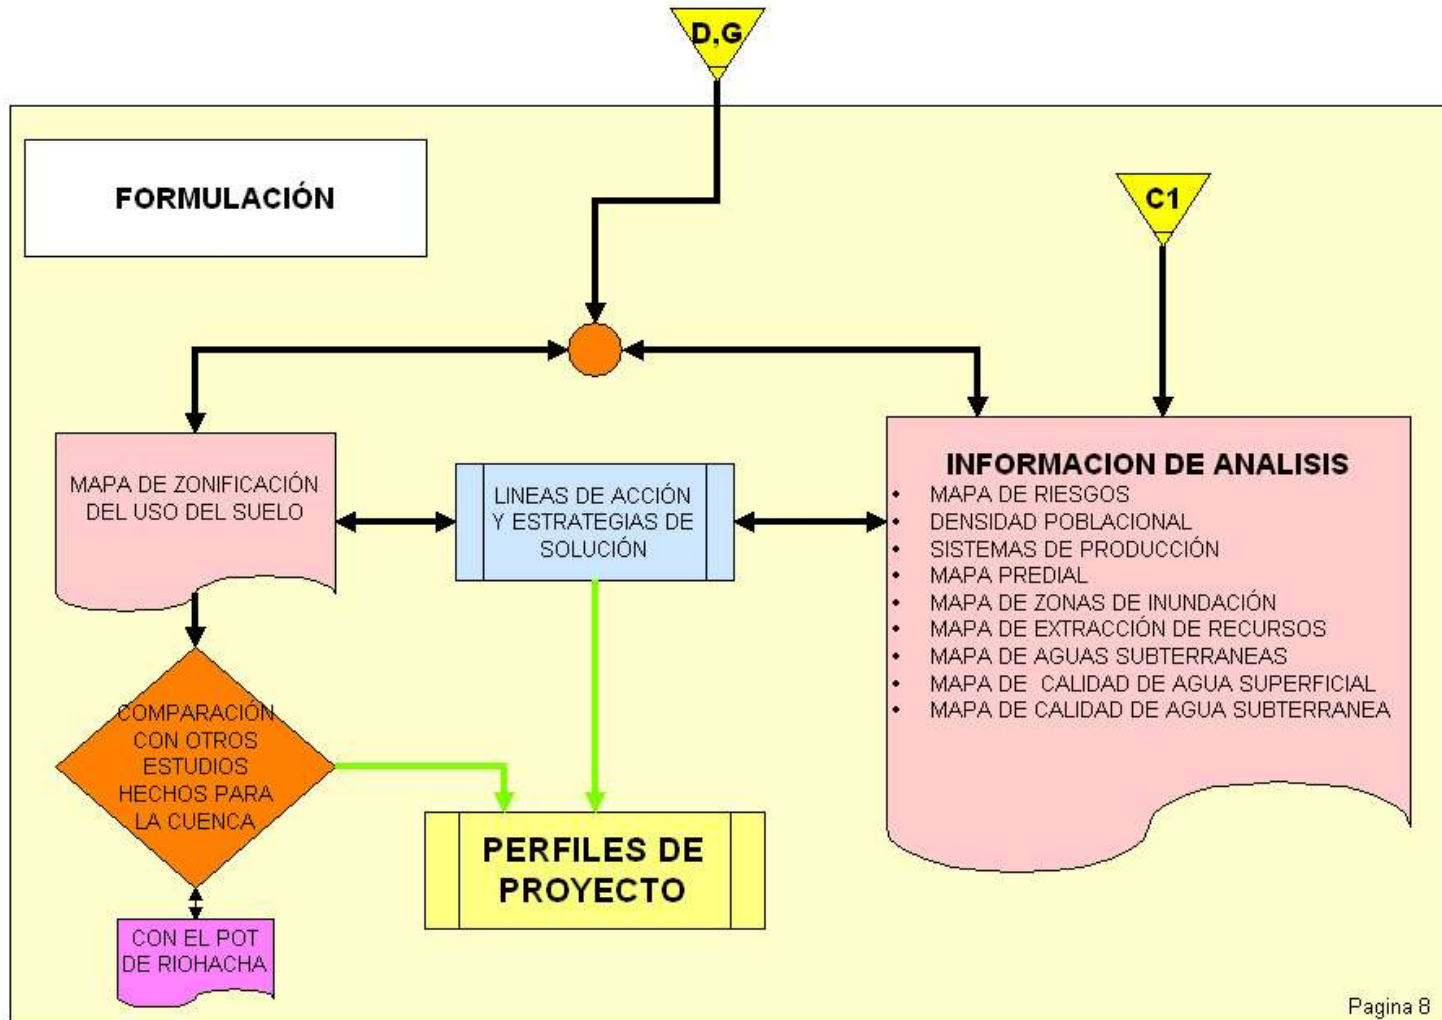 D,G
FORMULACIÓN
C1
MAPA DE ZONIFICACIÓN
DEL USO DEL SUELO
LINEAS DE ACCIÓN
Y ESTRATEGIAS DE
SOLUCIÓN
INFORMACION DE ANALISIS
• MAPA DE RIESGOS
• DENSIDAD POBLACIONAL
• SISTEMAS DE PRODUCCIÓN
• MAPA PREDIAL
• MAPA DE ZONAS DE INUNDACIÓN
• MAPA DE EXTRACCIÓN DE RECURSOS
• MAPA DE AGUAS SUBTERRANEAS
• MAPA DE CALIDAD DE AGUA SUPERFICIAL
• MAPA DE CALIDAD DE AGUA SUBTERRANEA
COMPARACIÓN
CON OTROS
ESTUDIOS
HECHOS PARA
LA CUENCA
PERFILES DE
PROYECTO
CON EL POT
DE RIOHACHA
Pagina 8